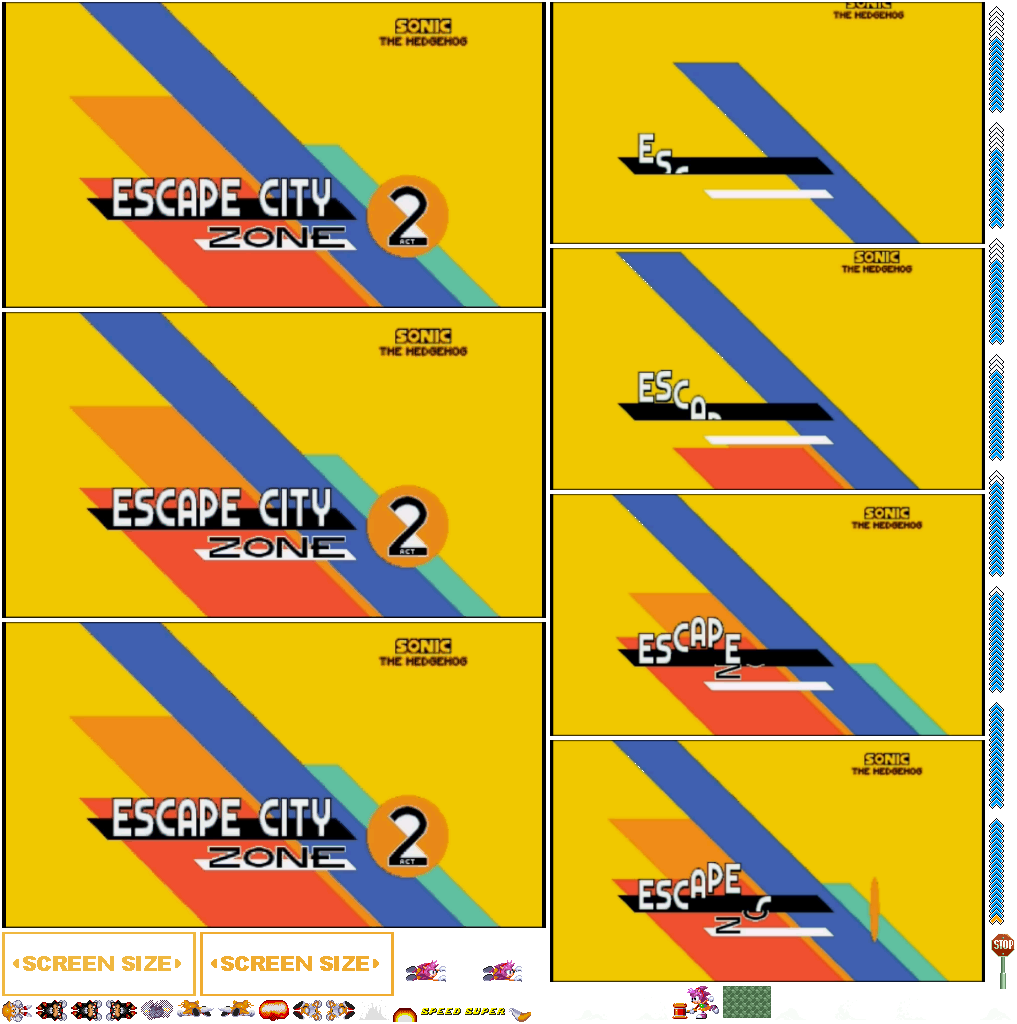 SONIC
THE HEDGEHOG
ESCAPE CITY
ZONE
2
ACT
SONIC
THE HEDGEHOG
ESCAPE CITY
ZONE
2
ACT
SONIC
THE HEDGEHOG
ESCAPE CITY
ZONE
2
ACT
SCREEN SIZE
SCREEN SIZE
SPEED SUPER
SONIC
THE HEDGEHOG
ESC
SONIC
THE HEDGEHOG
ESCAP
SONIC
THE HEDGEHOG
ESCAPE
Z
SONIC
THE HEDGEHOG
ESCAPE
Z
STOP